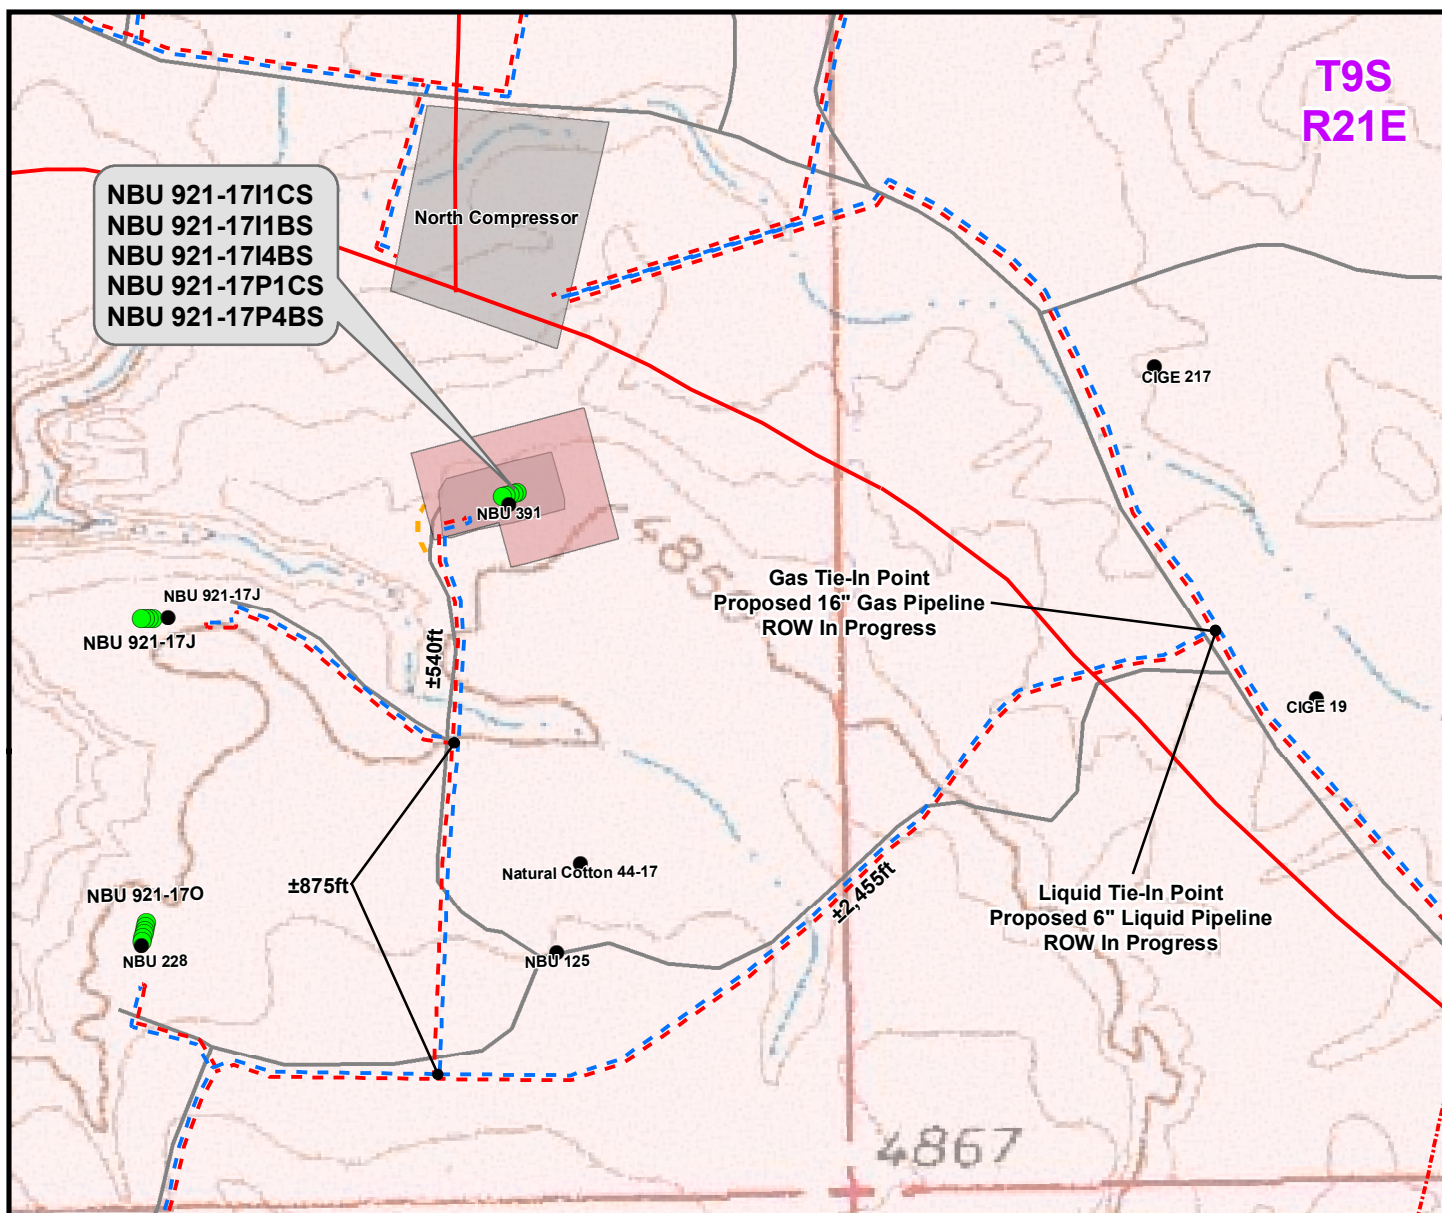 T9S
R21E
NBU 921-17I1CS
NBU 921-17I1BS
NBU 921-17I4BS
NBU 921-17P1CS
NBU 921-17P4BS
North Compressor
CIGE 217
NBU 391
485
Gas Tie-In Point
Proposed 16" Gas Pipeline
ROW In Progress
NBU 921-17J
NBU 921-17J
±540ft
CIGE 19
Natural Cotton 44-17
±875ft
±2,455ft
NBU 921-17O
NBU 228
NBU 125
Liquid Tie-In Point
Proposed 6" Liquid Pipeline
ROW In Progress
4867